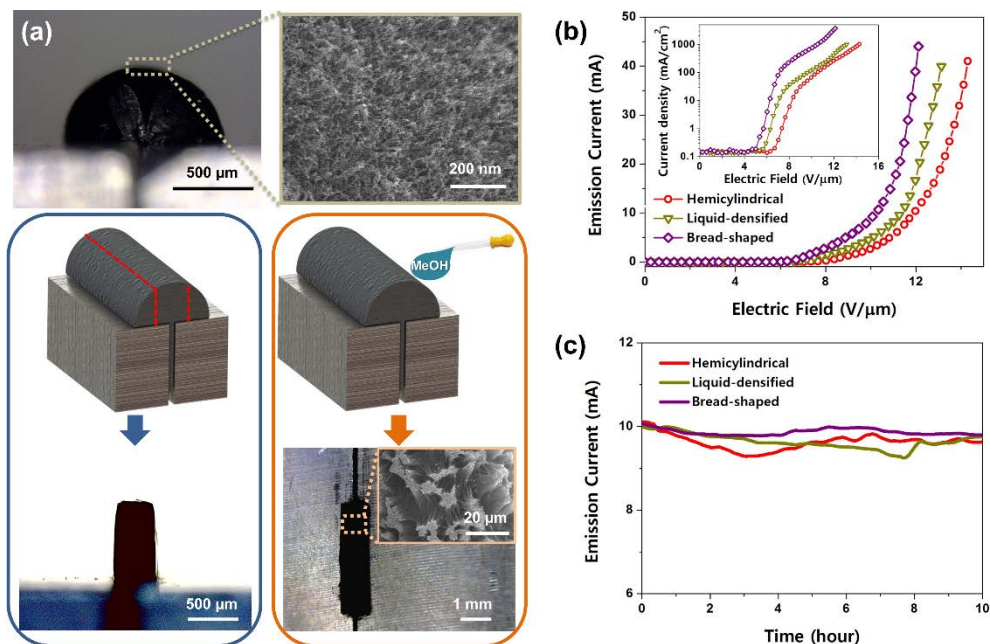 (a)
500 μm
200 nm
MeOH
500 μm
20 μm
1 mm
(b)
Emission Current (mA)
50
40
30
20
10
0
Current density (mA/cm²)
1000
100
10
1
0.1
0 4 8 12 16
Electric Field (V/μm)
Hemicylindrical
Liquid-densified
Bread-shaped
0 4 8 12
Electric Field (V/μm)
(c)
Emission Current (mA)
12
10
8
6
Hemicylindrical
Liquid-densified
Bread-shaped
0 2 4 6 8 10
Time (hour)